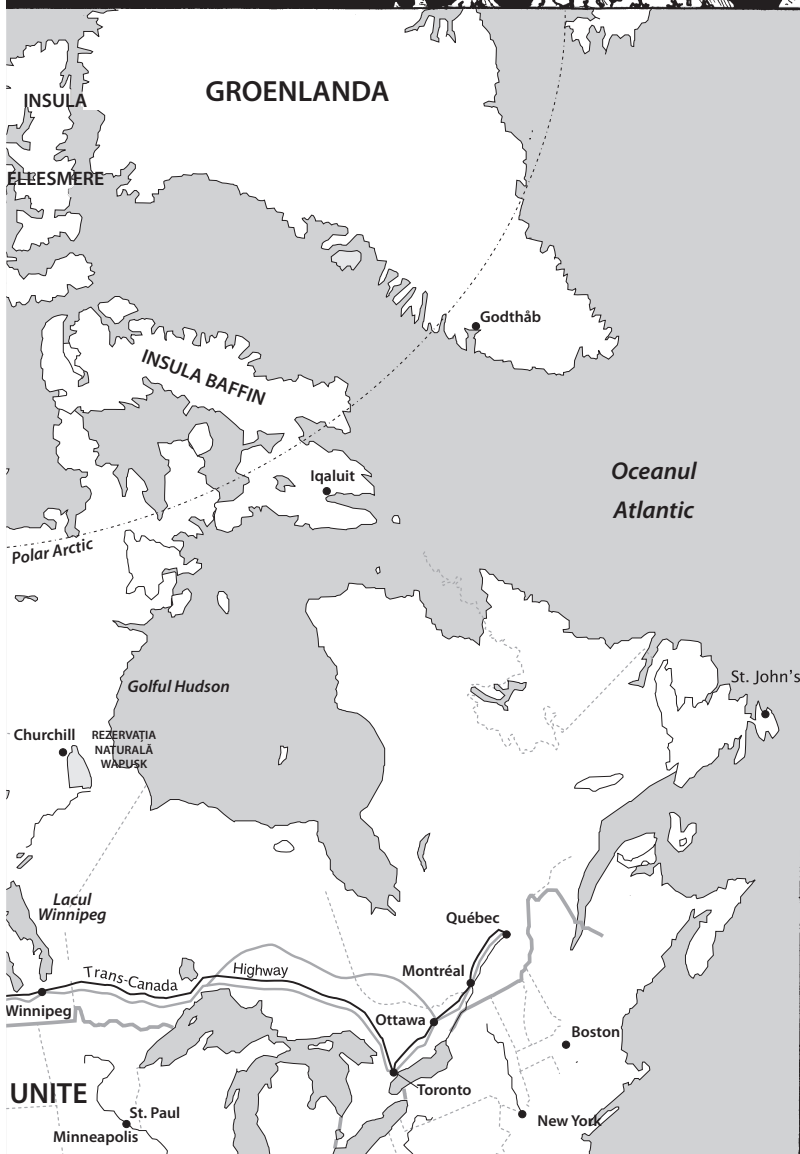 GROENLANDA
INSULA
ELLESMERE
Godthåb
INSULA BAFFIN
Iqaluit
Oceanul
Atlantic
Polar Arctic
St. John's
Golful Hudson
Churchill
REZERVAȚIA
NATURALĂ
WAPUSK
Lacul
Winnipeg
Québec
Trans-Canada Highway
Montréal
Winnipeg
Ottawa
Boston
UNITE
Toronto
St. Paul
New York
Minneapolis